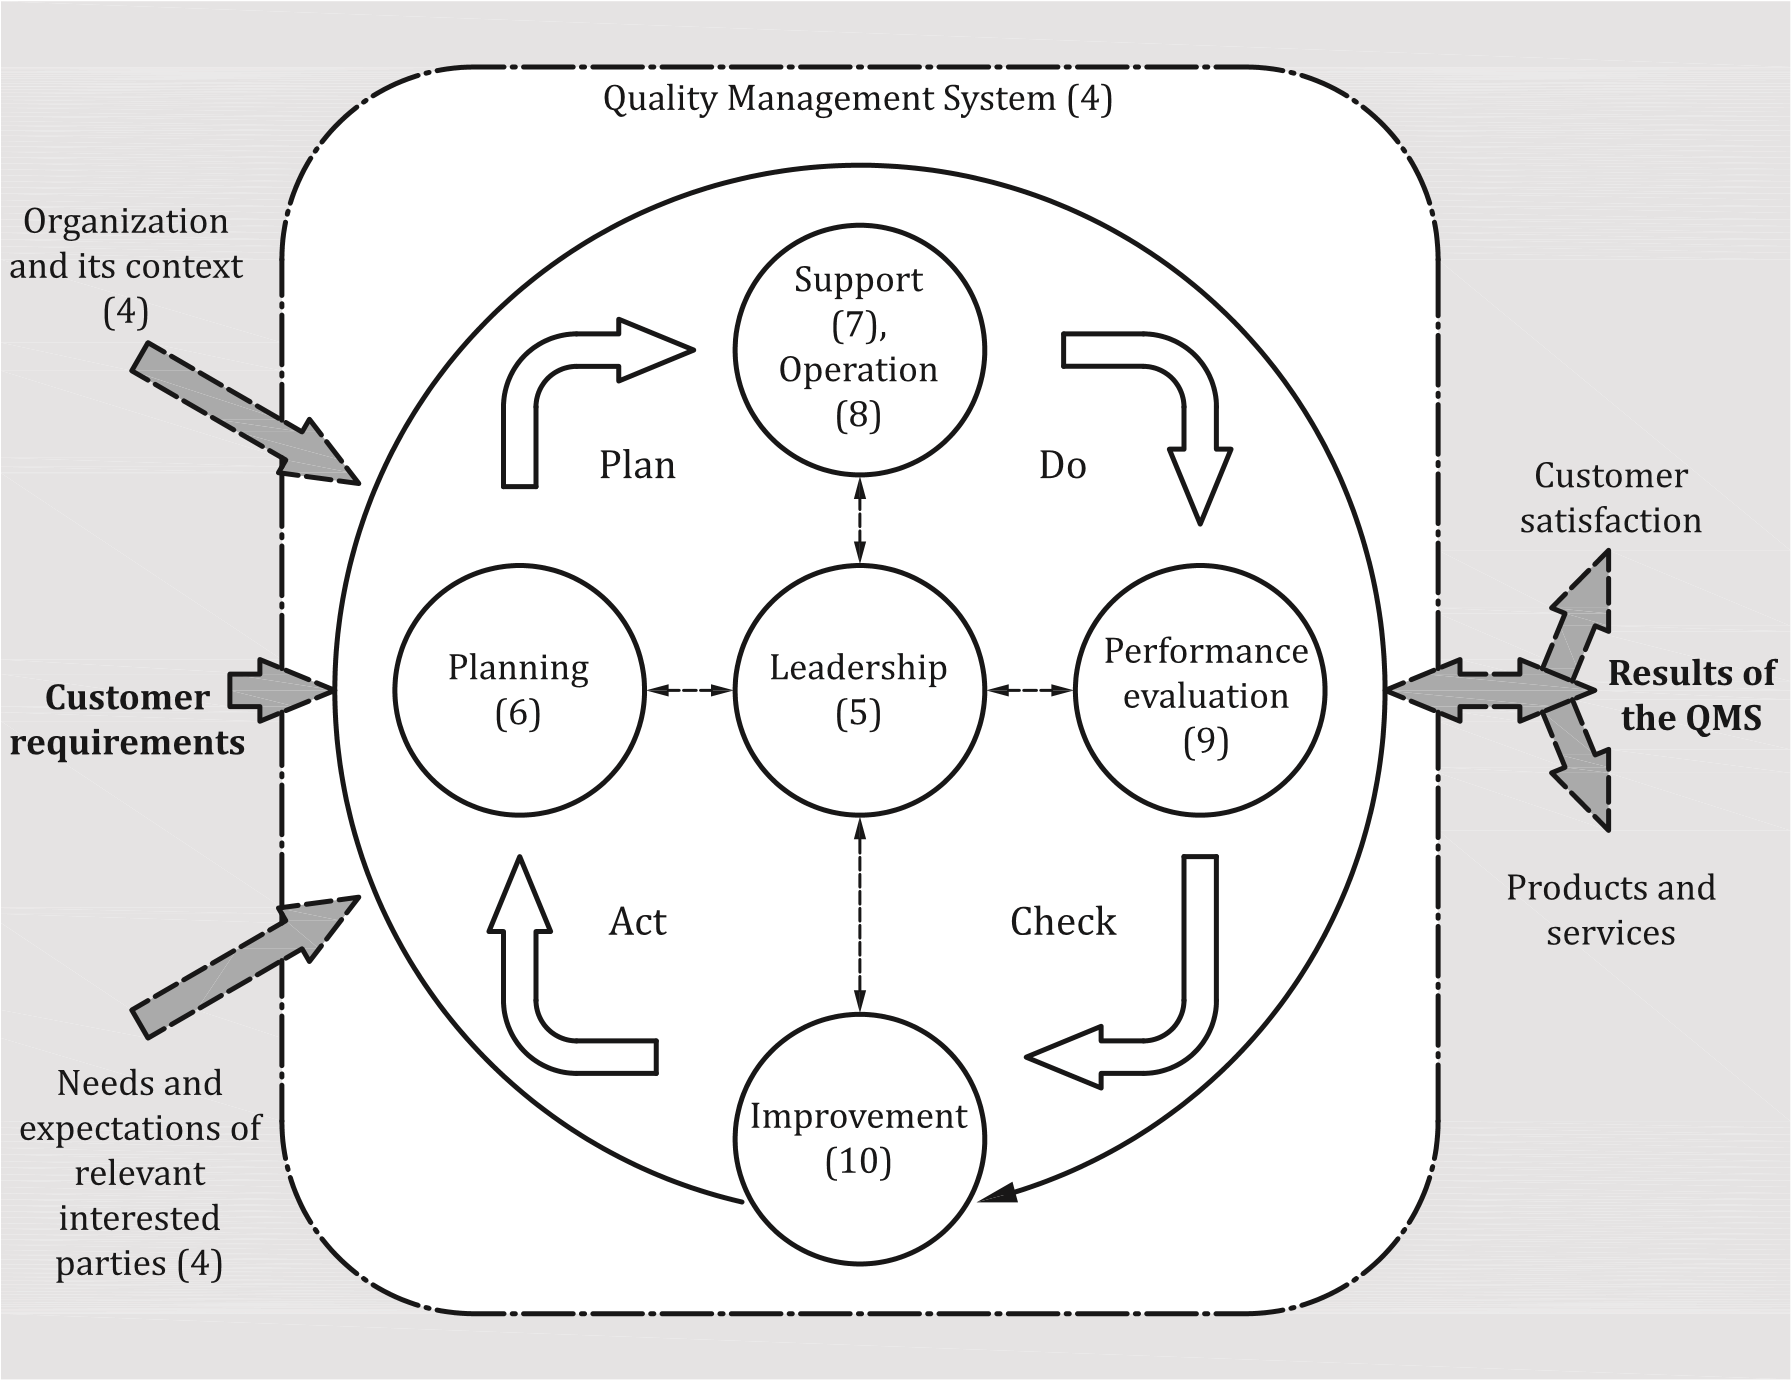 Quality Management System (4)
Organization
and its context
(4)
Support
(7),
Operation
(8)
Plan
Do
Customer
satisfaction
Customer
requirements
Planning
(6)
Leadership
(5)
Performance
evaluation
(9)
Results of
the QMS
Act
Check
Products and
services
Needs and
expectations of
relevant
interested
parties (4)
Improvement
(10)